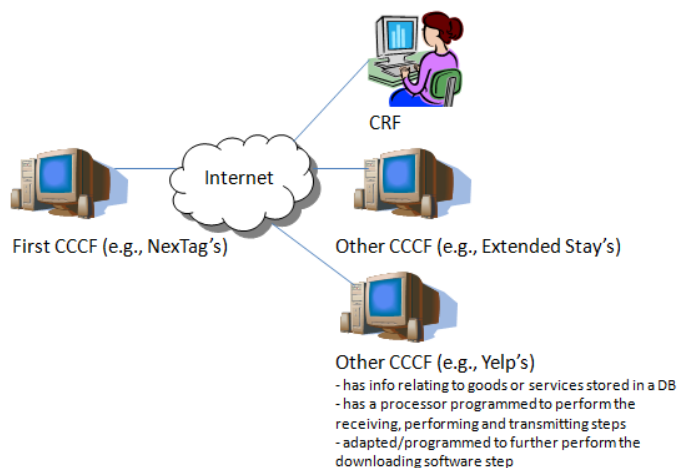 CRF
Internet
First CCCF (e.g., NexTag's)
Other CCCF (e.g., Extended Stay's)
Other CCCF (e.g., Yelp's)
- has info relating to goods or services stored in a DB
- has a processor programmed to perform the
receiving, performing and transmitting steps
- adapted/programmed to further perform the
downloading software step